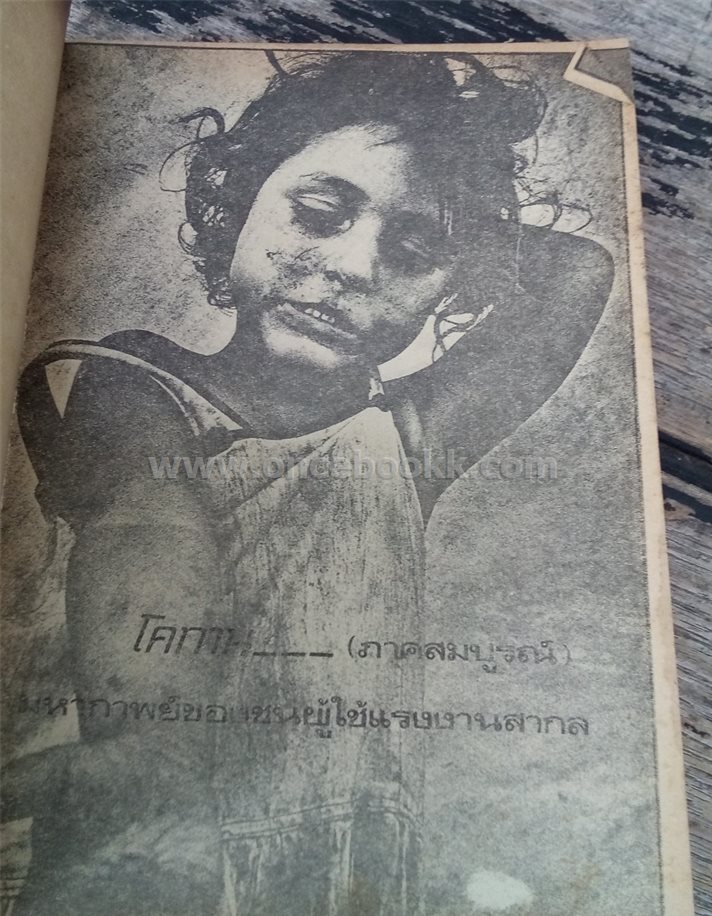 www.oncebookk.com
โคทาน___ (ภาคสมบูรณ์)
มหากาพย์ของชนผู้ใช้แรงงานสากล